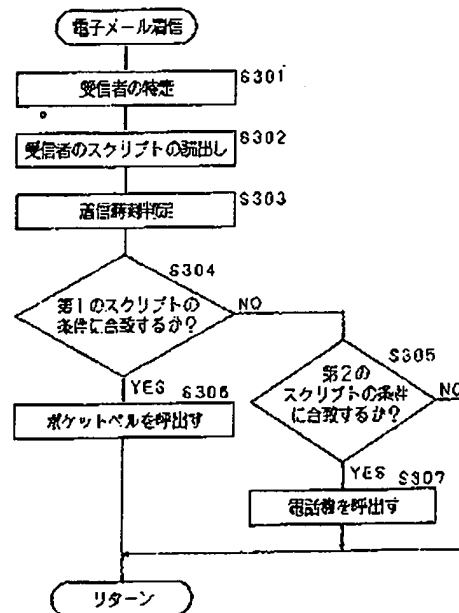 電子メール着信
受信者の特定
S301
受信者のスクリプトの読出し
S302
着信時刻判定
S303
S304
第1のスクリプトの
条件に合致するか?
NO
YES
S305
第2の
スクリプトの条件
に合致するか?
NO
S306
ポケットベルを呼出す
YES
S307
電話機を呼出す
リターン